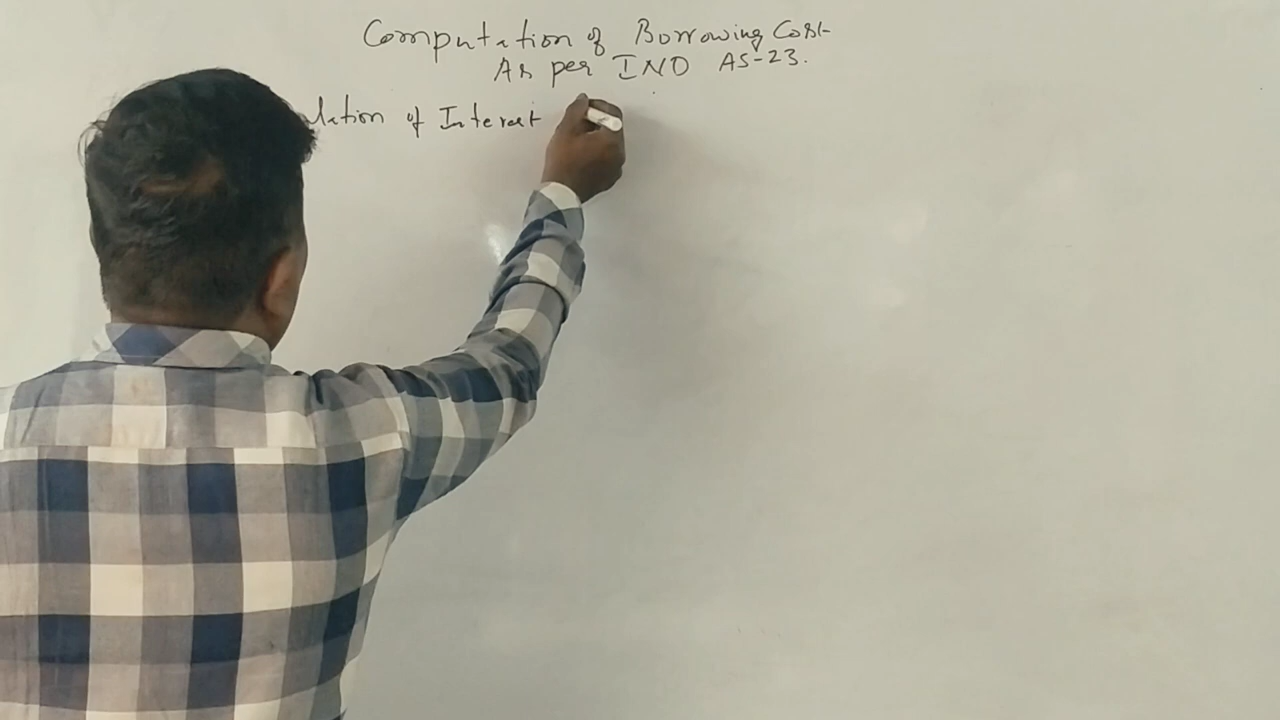 Computation of Borrowing Cost
As per IND AS-23.
lation of Interest